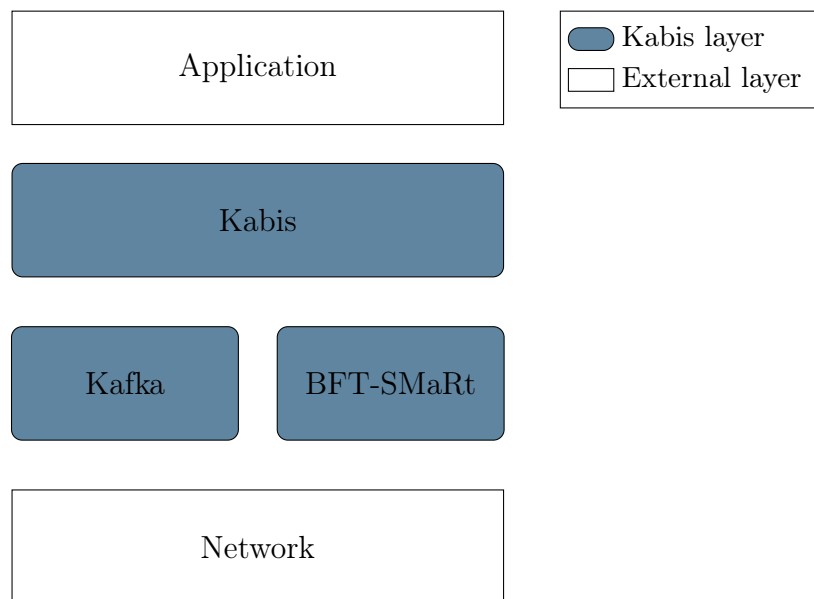 Application
Kabis layer
External layer
Kabis
Kafka
BFT-SMaRt
Network